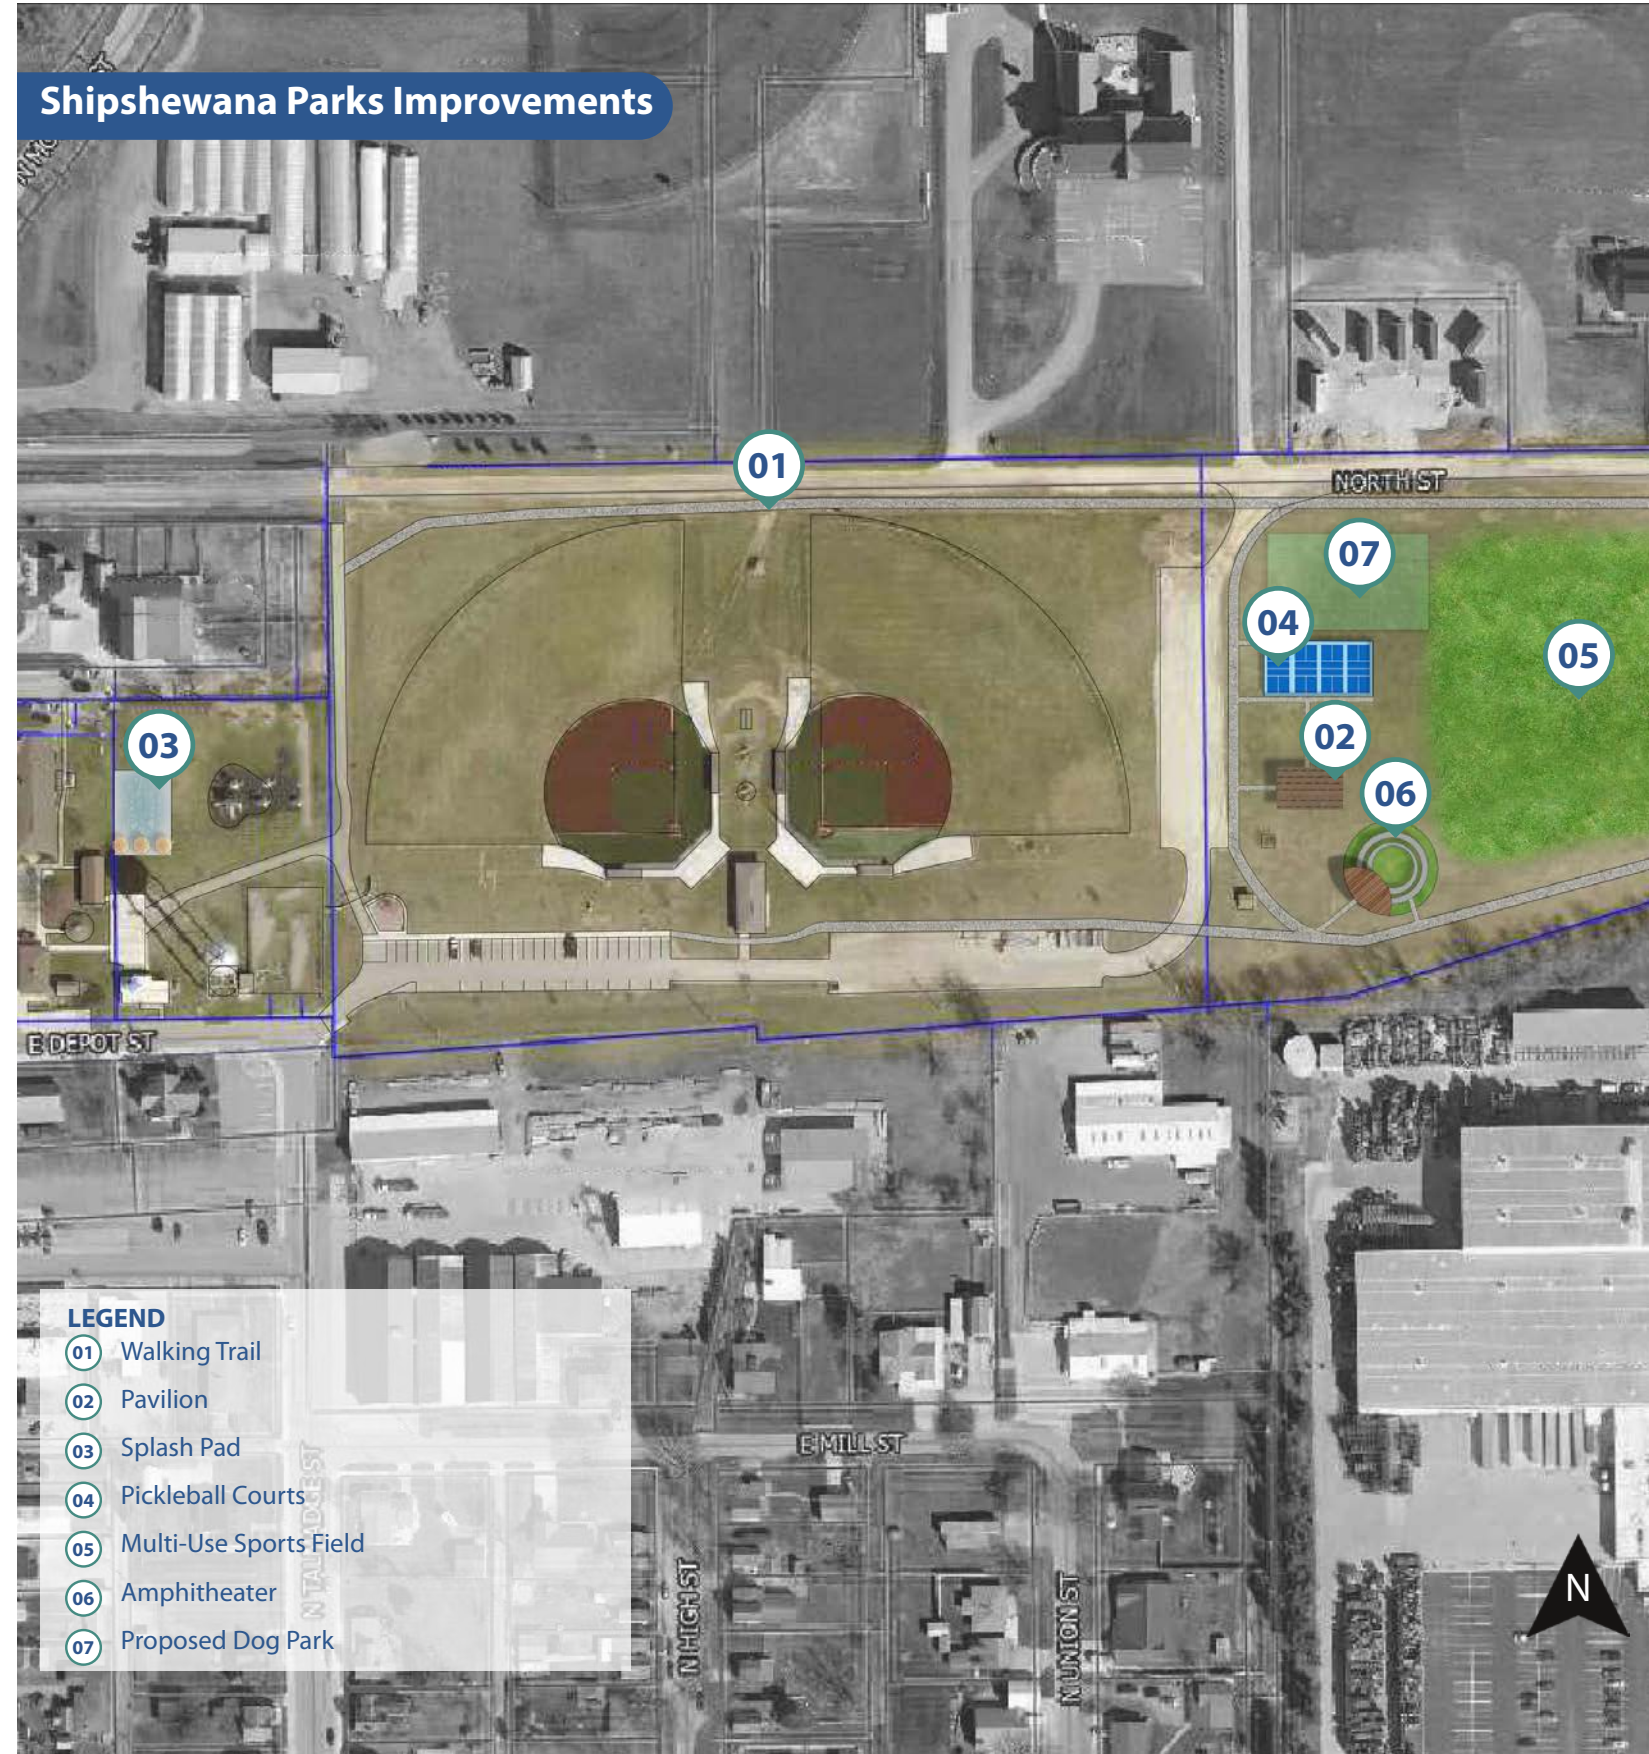 Shipshewana Parks Improvements
01
NORTH ST
07
04
05
03
02
06
E DEPOT ST
LEGEND
01 Walking Trail
02 Pavilion
03 Splash Pad
04 Pickleball Courts
05 Multi-Use Sports Field
06 Amphitheater
07 Proposed Dog Park
E MILL ST
N HIGH ST
N UNION ST
N